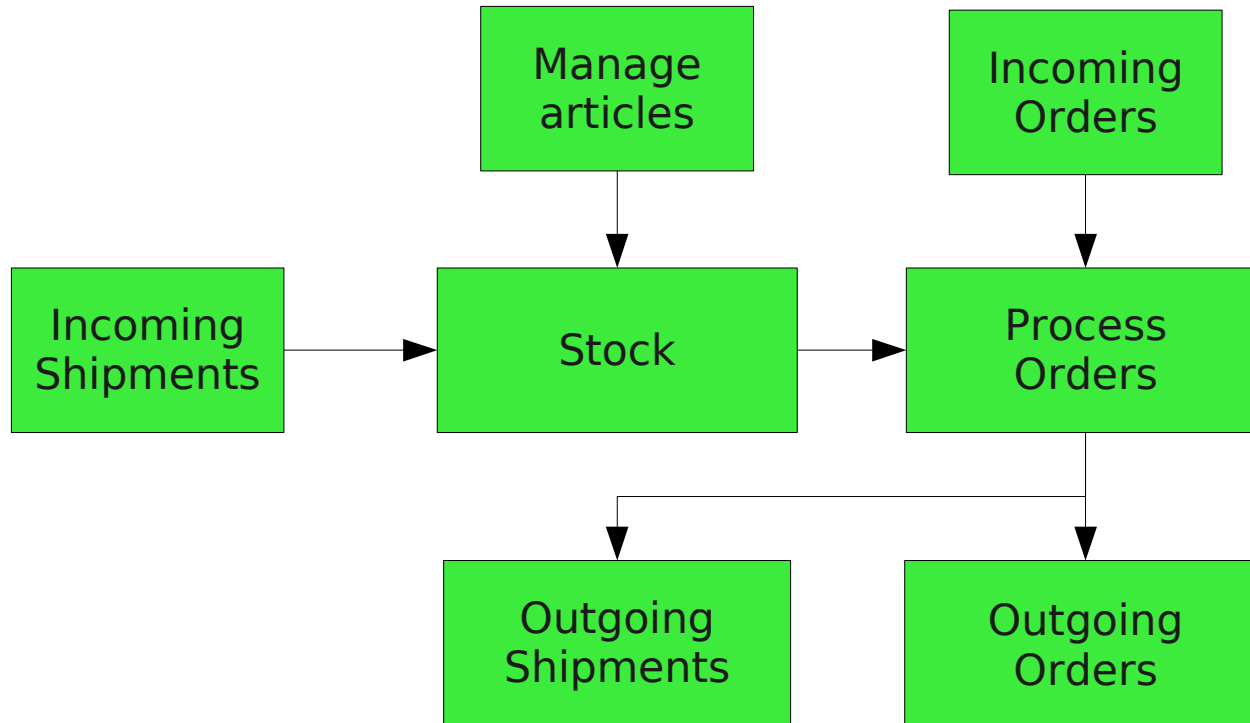 Manage
articles
Incoming
Orders
Incoming
Shipments
Stock
Process
Orders
Outgoing
Shipments
Outgoing
Orders